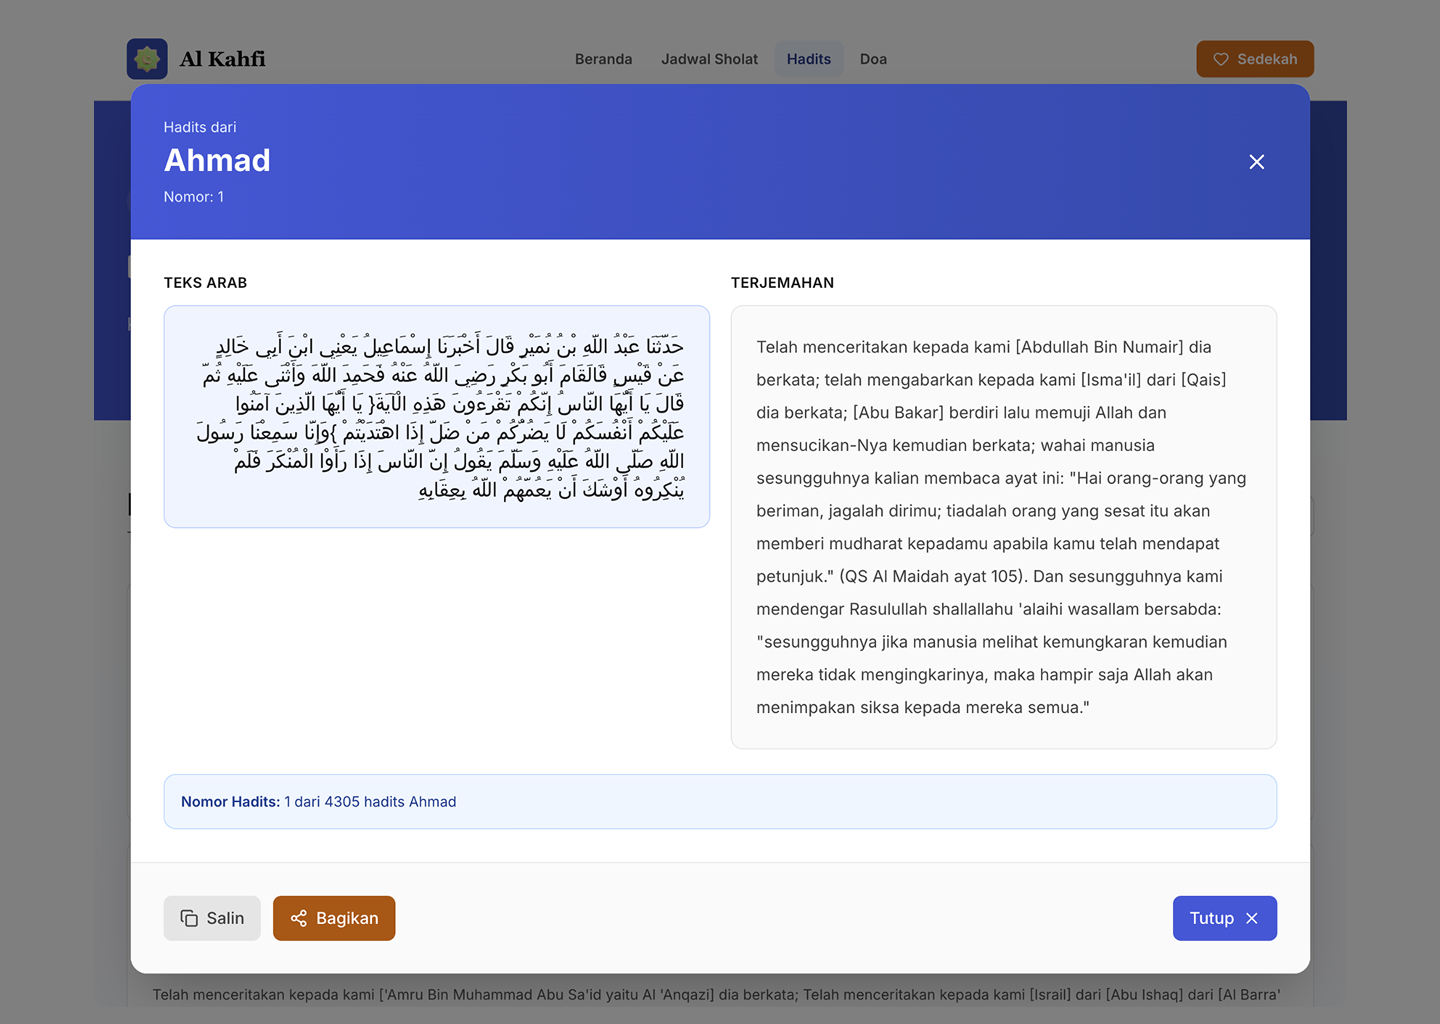 Al Kahfi
Beranda
Jadwal Sholat
Hadits
Doa
Sedekah
Hadits dari
Ahmad
Nomor: 1
TEKS ARAB
حَدَّثَنَا عَبْدُ اللَّهِ بْنُ نُمَيْرٍ قَالَ أَخْبَرَنَا إِسْمَاعِيلُ يَعْنِي ابْنَ أَبِي خَالِدٍ
عَنْ قَيْسٍ قَالَقَامَ أَبُو بَكْرٍ رَضِيَ اللَّهُ عَنْهُ فَحَمِدَ اللَّهَ وَأَثْنَى عَلَيْهِ ثُمَّ
قَالَ يَا أَيُّهَا النَّاسُ إِنَّكُمْ تَقْرَءُونَ هَذِهِ الْآيَةَ{ يَا أَيُّهَا الَّذِينَ آمَنُوا
عَلَيْكُمْ أَنْفُسَكُمْ لَا يَضُرُّكُمْ مَنْ ضَلَّ إِذَا اهْتَدَيْتُمْ }وَإِنَّا سَمِعْنَا رَسُولَ
اللَّهِ صَلَّى اللَّهُ عَلَيْهِ وَسَلَّمَ يَقُولُ إِنَّ النَّاسَ إِذَا رَأَوْا الْمُنْكَرَ فَلَمْ
يُنْكِرُوهُ أَوْشَكَ أَنْ يَعُمَّهُمْ اللَّهُ بِعِقَابِهِ
TERJEMAHAN
Telah menceritakan kepada kami [Abdullah Bin Numair] dia
berkata; telah mengabarkan kepada kami [Isma'il] dari [Qais]
dia berkata; [Abu Bakar] berdiri lalu memuji Allah dan
mensucikan-Nya kemudian berkata; wahai manusia
sesungguhnya kalian membaca ayat ini: "Hai orang-orang yang
beriman, jagalah dirimu; tiadalah orang yang sesat itu akan
memberi mudharat kepadamu apabila kamu telah mendapat
petunjuk." (QS Al Maidah ayat 105). Dan sesungguhnya kami
mendengar Rasulullah shallallahu 'alaihi wasallam bersabda:
"sesungguhnya jika manusia melihat kemungkaran kemudian
mereka tidak mengingkarinya, maka hampir saja Allah akan
menimpakan siksa kepada mereka semua."
Nomor Hadits: 1 dari 4305 hadits Ahmad
Salin
Bagikan
Tutup
Telah menceritakan kepada kami ['Amru Bin Muhammad Abu Sa'id yaitu Al 'Anqazi] dia berkata; Telah menceritakan kepada kami [Israil] dari [Abu Ishaq] dari [Al Barra'